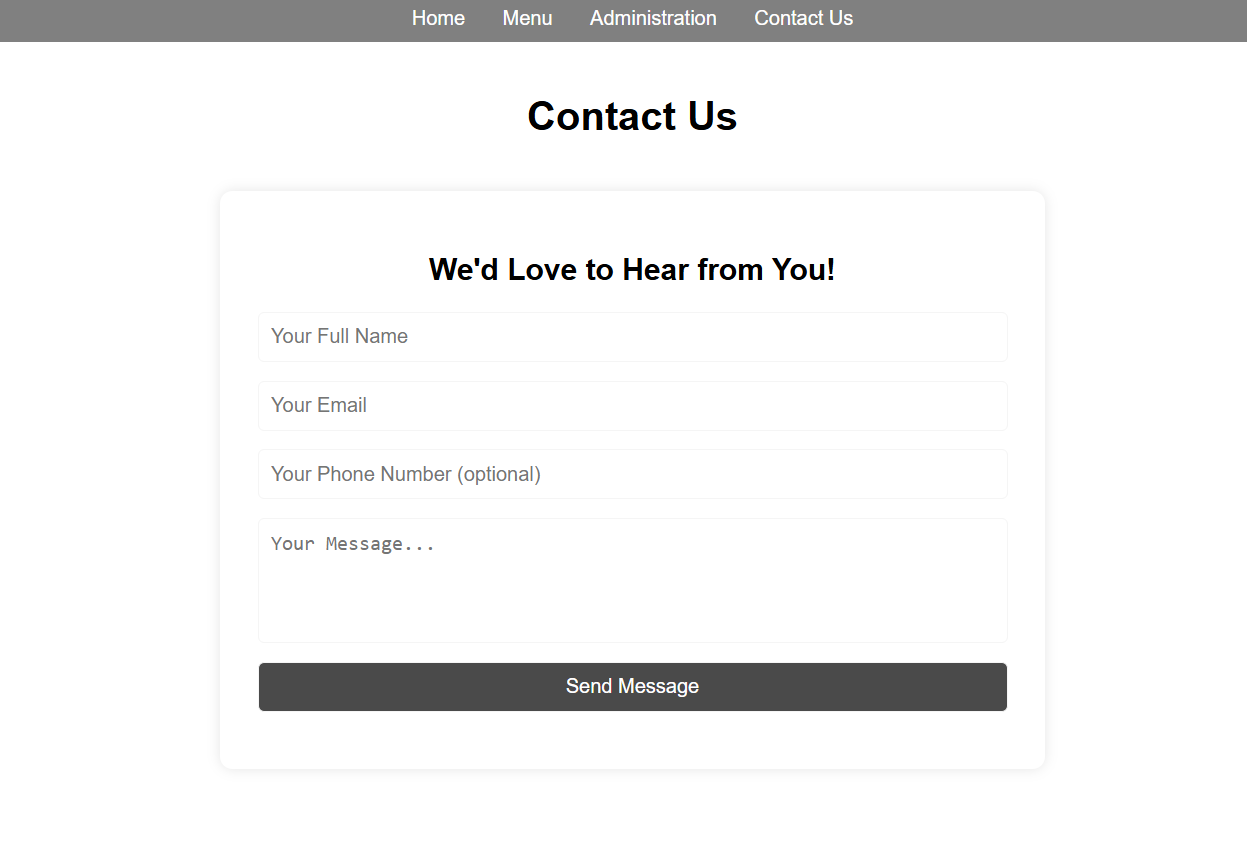 Home Menu Administration Contact Us
Contact Us
We'd Love to Hear from You!
Your Full Name
Your Email
Your Phone Number (optional)
Your Message...
Send Message